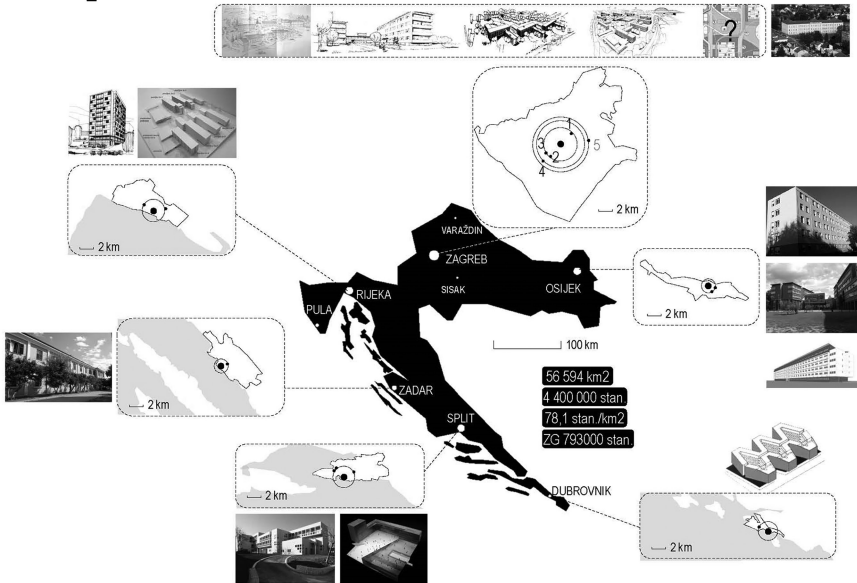 ?
1
3
5
2
4
2 km
2 km
VARAŽDIN
ZAGREB
SISAK
OSIJEK
RIJEKA
PULA
2 km
100 km
2 km
56 594 km2
4 400 000 stan.
78,1 stan./km2
ZG 793000 stan.
ZADAR
SPLIT
2 km
DUBROVNIK
2 km